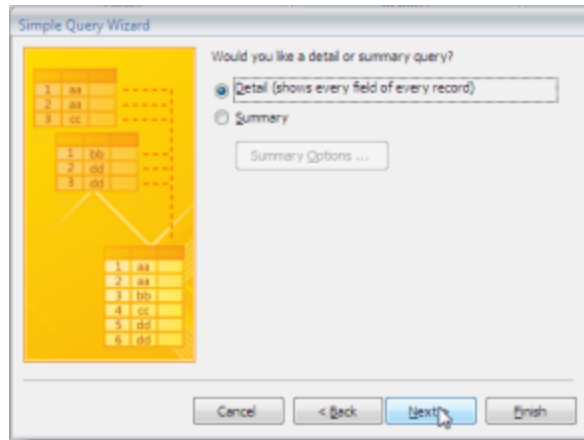 Simple Query Wizard
Would you like a detail or summary query?
Detail (shows every field of every record)
Summary
Summary Options ...
1 aa
2 aa
3 cc
1 bb
2 dd
3 dd
1 aa
2 aa
3 bb
4 cc
5 dd
6 dd
Cancel
< Back
Next >
Finish